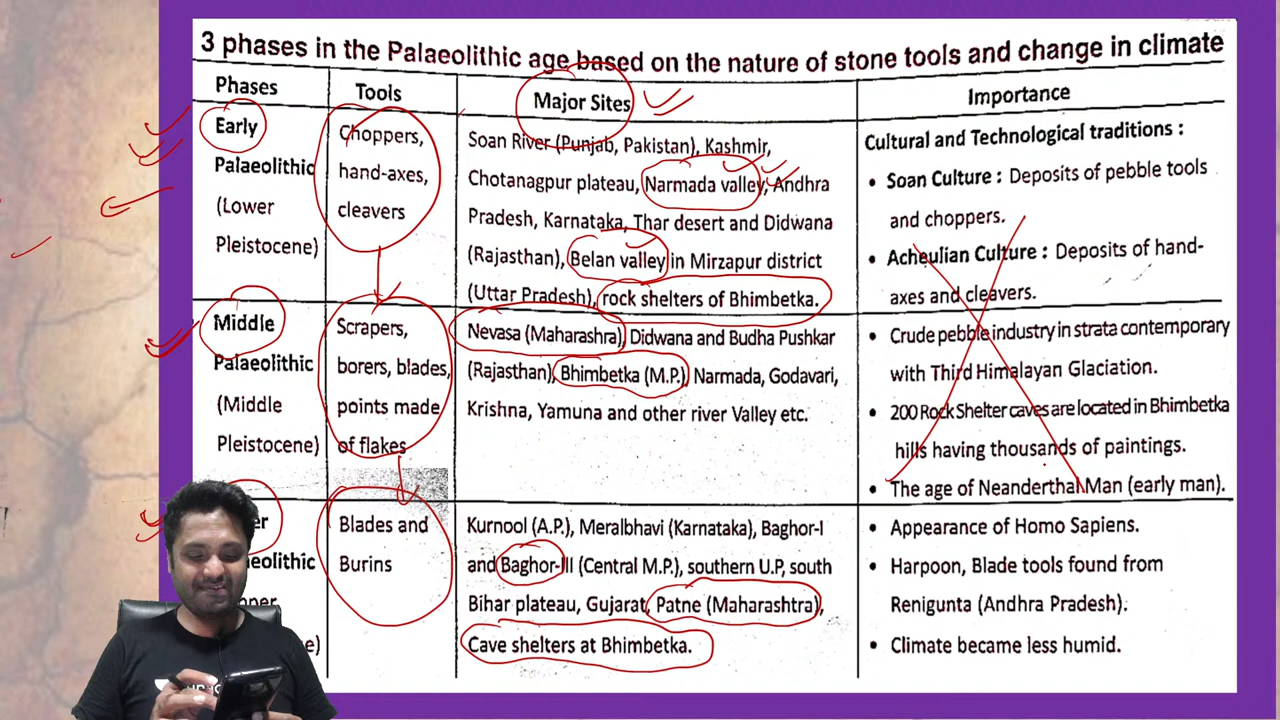 3 phases in the Palaeolithic age based on the nature of stone tools and change in climate
Phases
Tools
Major Sites
Importance
Early
Palaeolithic
(Lower
Pleistocene)
Choppers,
hand-axes,
cleavers
Soan River (Punjab, Pakistan), Kashmir,
Chotanagpur plateau, Narmada valley, Andhra
Pradesh, Karnataka, Thar desert and Didwana
(Rajasthan), Belan valley in Mirzapur district
(Uttar Pradesh), rock shelters of Bhimbetka.
Cultural and Technological traditions :
• Soan Culture : Deposits of pebble tools
and choppers.
• Acheulian Culture : Deposits of hand-
axes and cleavers.
Middle
Palaeolithic
(Middle
Pleistocene)
Scrapers,
borers, blades,
points made
of flakes
Nevasa (Maharashra), Didwana and Budha Pushkar
(Rajasthan), Bhimbetka (M.P.), Narmada, Godavari,
Krishna, Yamuna and other river Valley etc.
• Crude pebble industry in strata contemporary
with Third Himalayan Glaciation.
• 200 Rock Shelter caves are located in Bhimbetka
hills having thousands of paintings.
• The age of Neanderthal Man (early man).
Blades and
Burins
Kurnool (A.P.), Meralbhavi (Karnataka), Baghor-I
and Baghor-III (Central M.P.), southern U.P, south
Bihar plateau, Gujarat, Patne (Maharashtra),
Cave shelters at Bhimbetka.
• Appearance of Homo Sapiens.
• Harpoon, Blade tools found from
Renigunta (Andhra Pradesh).
• Climate became less humid.